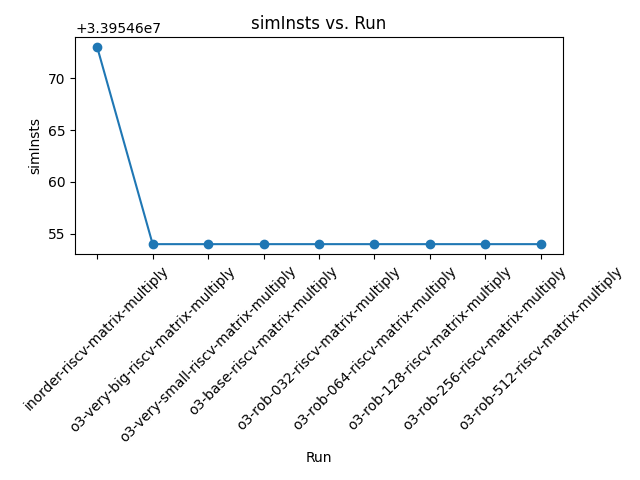 simInsts vs. Run
+3.39546e7
70
65
60
55
simInsts
inorder-riscv-matrix-multiply
o3-very-big-riscv-matrix-multiply
o3-very-small-riscv-matrix-multiply
o3-base-riscv-matrix-multiply
o3-rob-032-riscv-matrix-multiply
o3-rob-064-riscv-matrix-multiply
o3-rob-128-riscv-matrix-multiply
o3-rob-256-riscv-matrix-multiply
o3-rob-512-riscv-matrix-multiply
Run